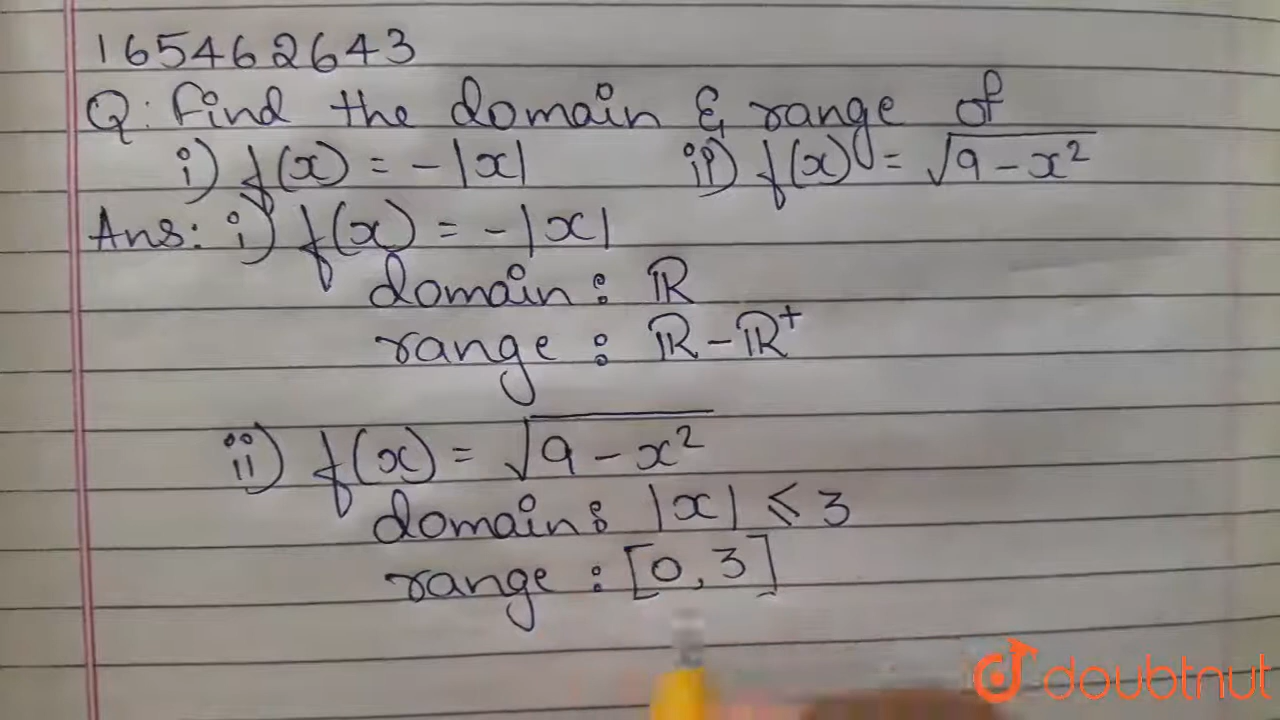 165462643
Q: Find the domain & range of
i) f(x) = -|x| ii) f(x) = √9 - x²
Ans: i) f(x) = -|x|
domain: ℝ
range: ℝ - ℝ⁺
ii) f(x) = √9 - x²
domain: |x| ≤ 3
range: [0, 3]
doubtnut